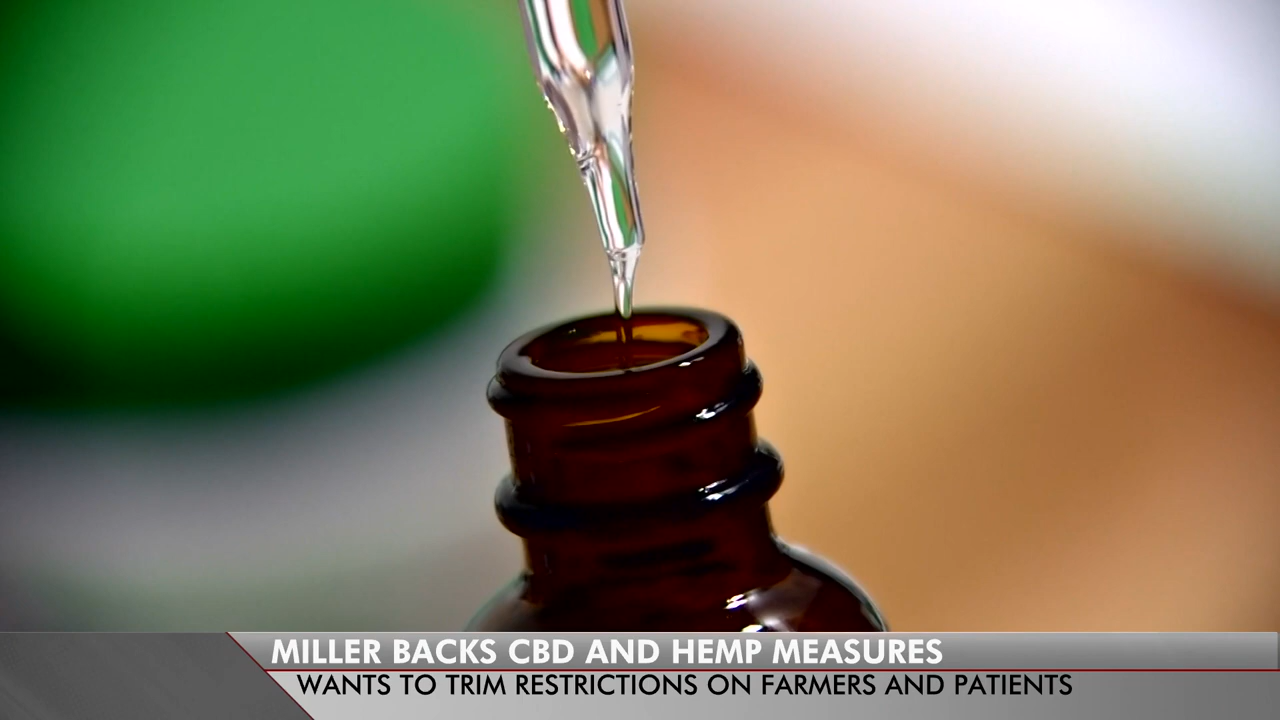 MILLER BACKS CBD AND HEMP MEASURES
WANTS TO TRIM RESTRICTIONS ON FARMERS AND PATIENTS